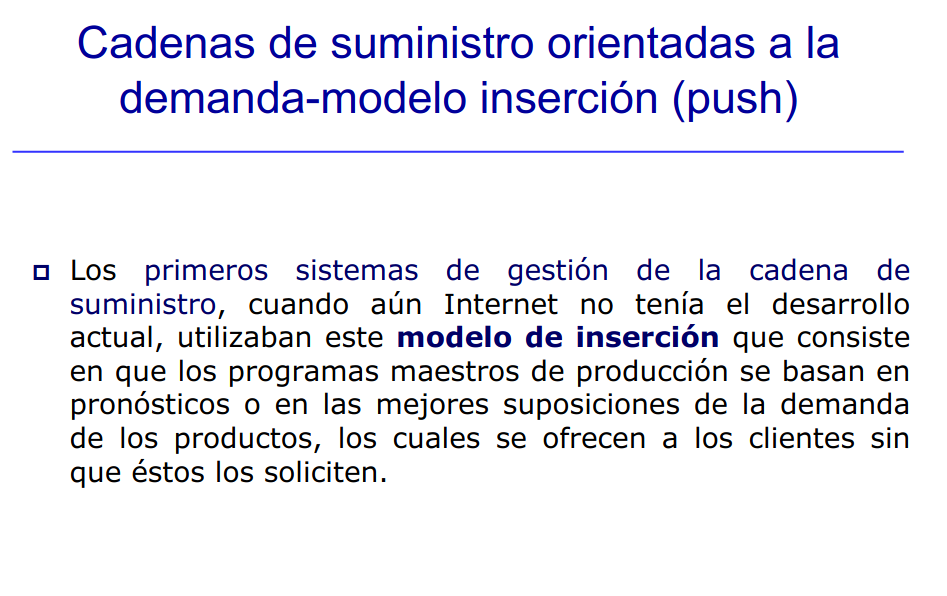 Cadenas de suministro orientadas a la
demanda-modelo inserción (push)
Los primeros sistemas de gestión de la cadena de
suministro, cuando aún Internet no tenía el desarrollo
actual, utilizaban este modelo de inserción que consiste
en que los programas maestros de producción se basan en
pronósticos o en las mejores suposiciones de la demanda
de los productos, los cuales se ofrecen a los clientes sin
que éstos los soliciten.